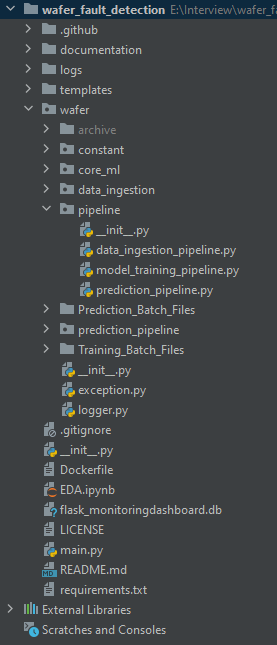 wafer_fault_detection E:\Interview\wafer_fa
.github
documentation
logs
templates
wafer
archive
constant
core_ml
data_ingestion
pipeline
__init__.py
data_ingestion_pipeline.py
model_training_pipeline.py
prediction_pipeline.py
Prediction_Batch_Files
prediction_pipeline
Training_Batch_Files
__init__.py
exception.py
logger.py
.gitignore
__init__.py
Dockerfile
EDA.ipynb
flask_monitoringdashboard.db
LICENSE
main.py
README.md
requirements.txt
External Libraries
Scratches and Consoles